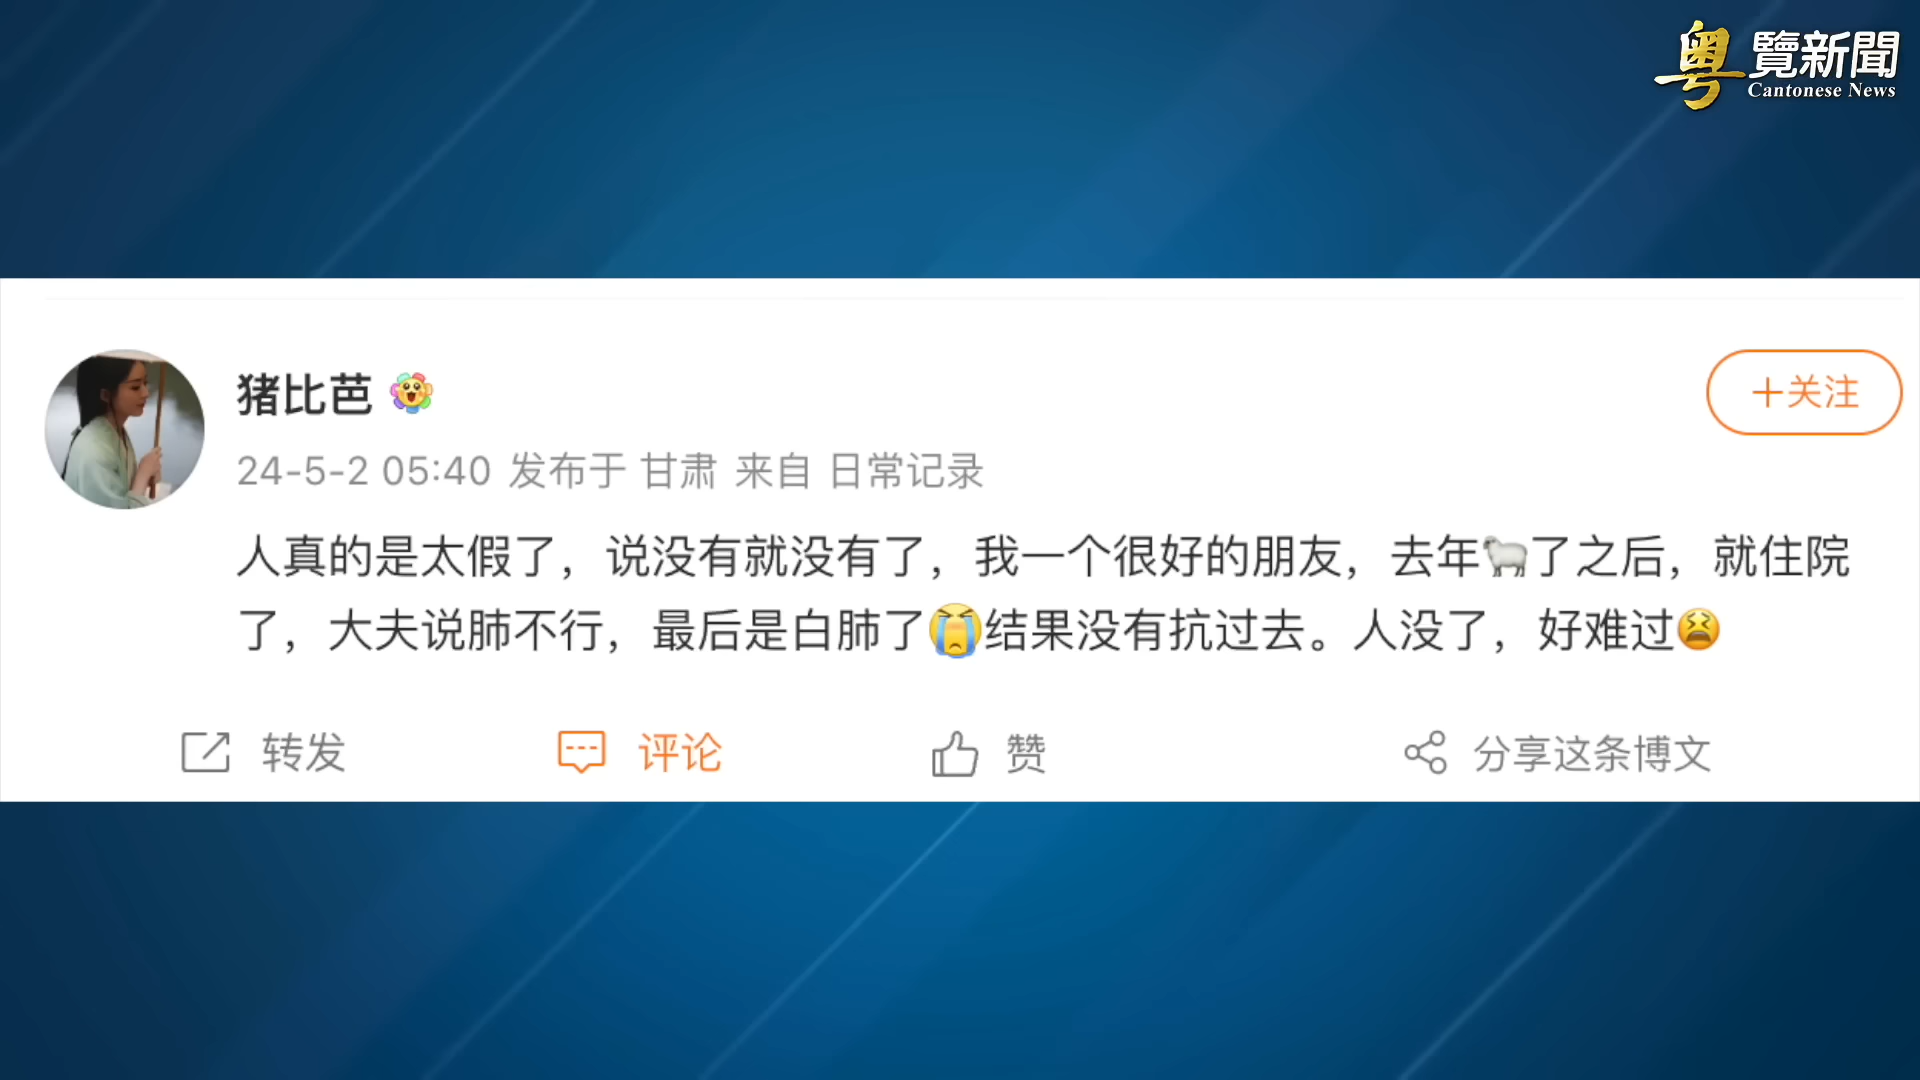 粤覽新聞
Cantonese News
猪比芭
+关注
24-5-2 05:40 发布于 甘肃 来自 日常记录
人真的是太假了，说没有就没有了，我一个很好的朋友，去年🐑了之后，就住院
了，大夫说肺不行，最后是白肺了😭结果没有抗过去。人没了，好难过😫
转发
评论
赞
分享这条博文